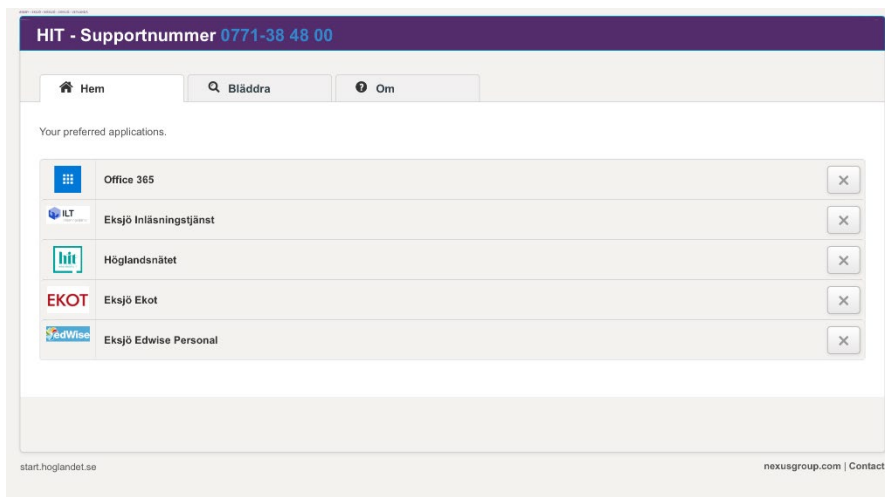 HIT - Supportnummer 0771-38 48 00
Hem
Bläddra
Om
Your preferred applications.
Office 365
ILT
Eksjö Inläsningstjänst
hit
Höglandsnätet
EKOT
Eksjö Ekot
edWise
Eksjö Edwise Personal
start.hoglandet.se
nexusgroup.com | Contact